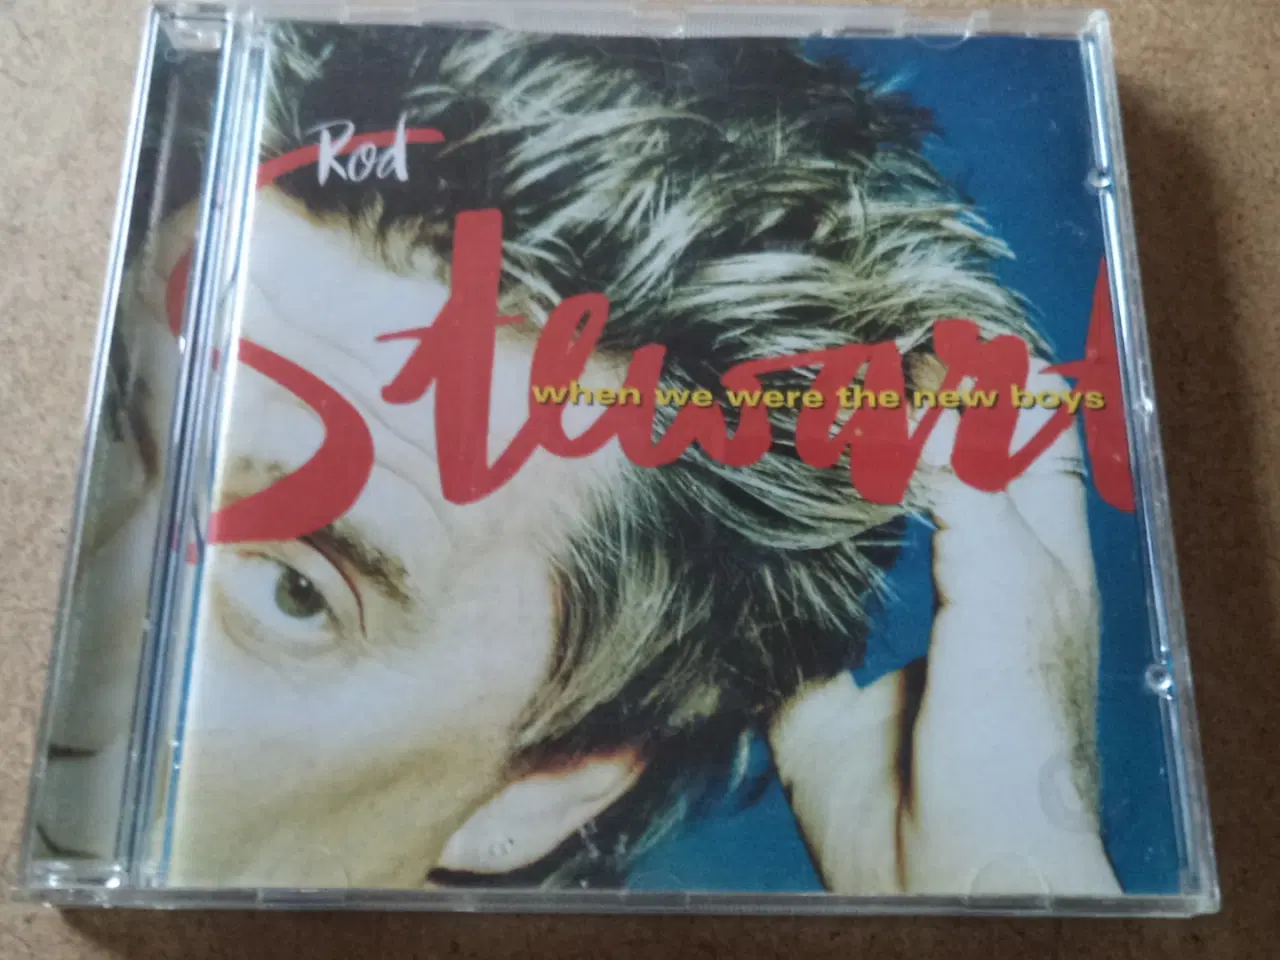 Rod
Stewart
when we were the new boys